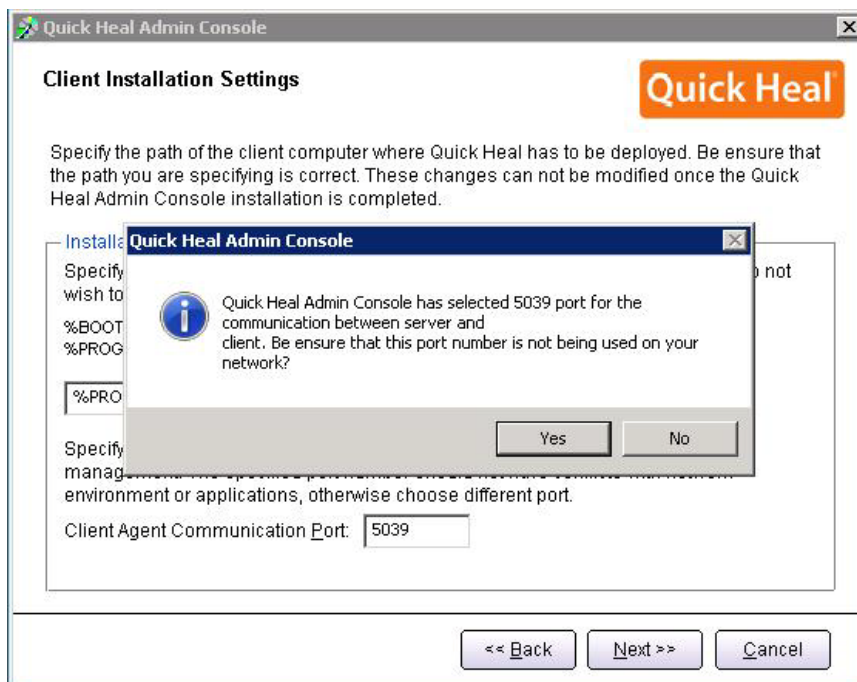 Quick Heal Admin Console
Client Installation Settings
Quick Heal
Specify the path of the client computer where Quick Heal has to be deployed. Be ensure that
the path you are specifying is correct. These changes can not be modified once the Quick
Heal Admin Console installation is completed.
Quick Heal Admin Console
Specify
not
wish to
%BOOT
%PROG
Quick Heal Admin Console has selected 5039 port for the
communication between server and
client. Be ensure that this port number is not being used on your
network?
%PRO
Yes
No
Specify
environment or applications, otherwise choose different port.
Client Agent Communication Port:
5039
<< Back
Next >>
Cancel